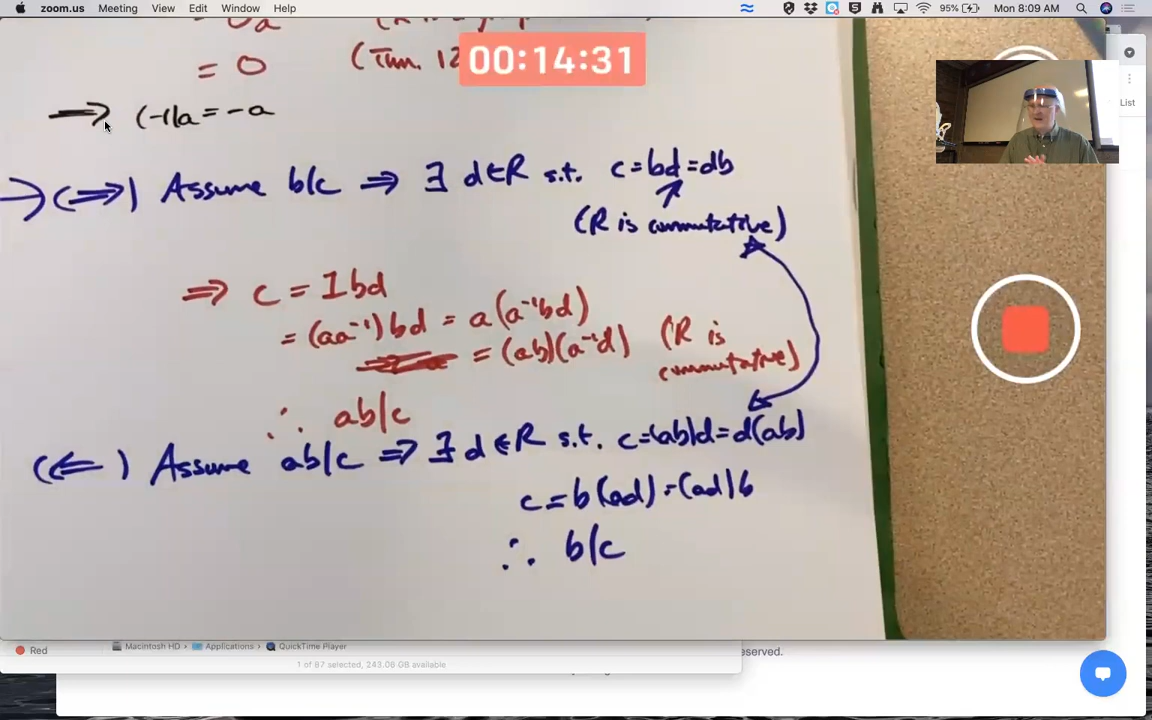 zoom.us Meeting View Edit Window Help 95% Mon 8:09 AM
00:14:31
= 0 (Thm. 12
List
⟹ (-1)a = -a
(⟹) Assume b|c ⟹ ∃ d∈R s.t. c=bd=db
(R is commutative)
⟹ c = 1bd
= (aa⁻¹)bd = a(a⁻¹bd)
= (ab)(a⁻¹d) (R is
commutative)
∴ ab|c
(⟸) Assume ab|c ⟹ ∃ d∈R s.t. c=(ab)d=d(ab)
c=b(ad)=(ad)b
∴ b|c
Red Macintosh HD ▸ Applications ▸ QuickTime Player
1 of 87 selected, 243.06 GB available
served.